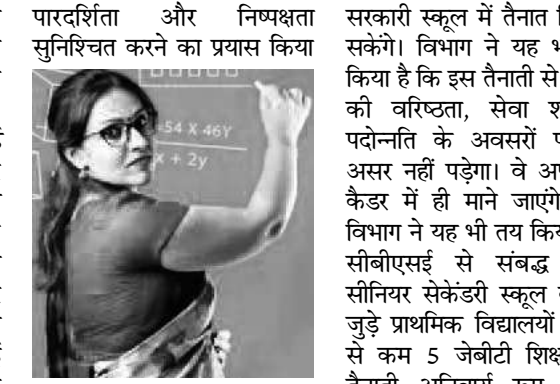 पारदर्शिता और निष्पक्षता
सुनिश्चित करने का प्रयास किया
54 X 46Y
x + 2y
सरकारी स्कूल में तैनात
सकेंगे। विभाग ने यह
किया है कि इस तैनाती से
की वरिष्ठता, सेवा
पदोन्नति के अवसरों
असर नहीं पड़ेगा। वे
कैडर में ही माने जाएंगे
विभाग ने यह भी तय
सीबीएसई से संबद्ध
सीनियर सेकेंडरी स्कूल
जुड़े प्राथमिक विद्यालयों
से कम 5 जेबीटी